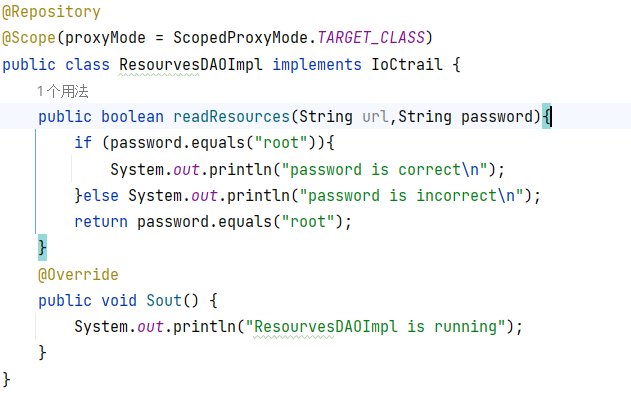 @Repository
@Scope(proxyMode = ScopedProxyMode.TARGET_CLASS)
public class ResourvesDAOImpl implements IoCtrail {
1个用法
public boolean readResources(String url,String password){
if (password.equals("root")){
System.out.println("password is correct\n");
}else System.out.println("password is incorrect\n");
return password.equals("root");
}
@Override
public void Sout() {
System.out.println("ResourvesDAOImpl is running");
}
}